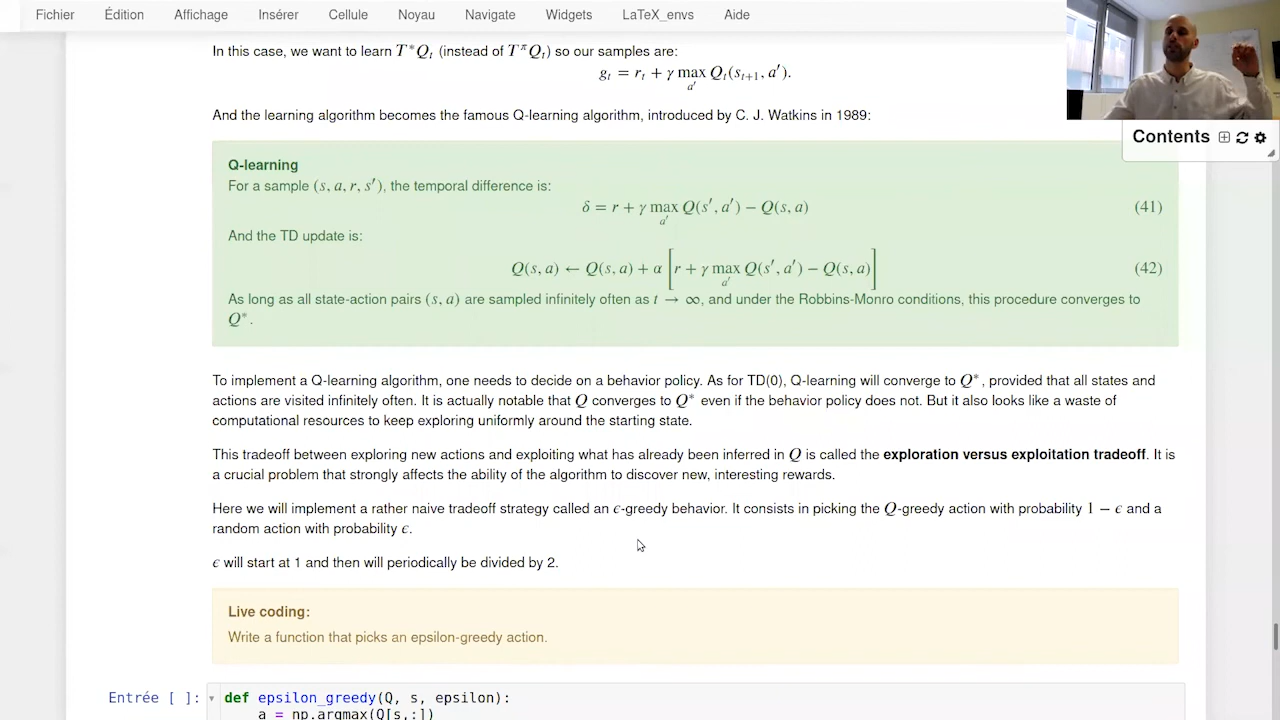 Fichier Édition Affichage Insérer Cellule Noyau Navigate Widgets LaTeX_envs Aide
In this case, we want to learn T*Q_t (instead of T^πQ_t) so our samples are:
g_t = r_t + γ max_{a'} Q_t(s_{t+1}, a').
And the learning algorithm becomes the famous Q-learning algorithm, introduced by C. J. Watkins in 1989:
Contents
Q-learning
For a sample (s, a, r, s'), the temporal difference is:
δ = r + γ max_{a'} Q(s', a') − Q(s, a) (41)
And the TD update is:
Q(s, a) ← Q(s, a) + α [r + γ max_{a'} Q(s', a') − Q(s, a)] (42)
As long as all state-action pairs (s, a) are sampled infinitely often as t → ∞, and under the Robbins-Monro conditions, this procedure converges to
Q*.
To implement a Q-learning algorithm, one needs to decide on a behavior policy. As for TD(0), Q-learning will converge to Q*, provided that all states and
actions are visited infinitely often. It is actually notable that Q converges to Q* even if the behavior policy does not. But it also looks like a waste of
computational resources to keep exploring uniformly around the starting state.
This tradeoff between exploring new actions and exploiting what has already been inferred in Q is called the exploration versus exploitation tradeoff. It is
a crucial problem that strongly affects the ability of the algorithm to discover new, interesting rewards.
Here we will implement a rather naive tradeoff strategy called an ϵ-greedy behavior. It consists in picking the Q-greedy action with probability 1 − ϵ and a
random action with probability ϵ.
ϵ will start at 1 and then will periodically be divided by 2.
Live coding:
Write a function that picks an epsilon-greedy action.
Entrée [ ]: def epsilon_greedy(Q, s, epsilon):
a = np.argmax(Q[s,:])